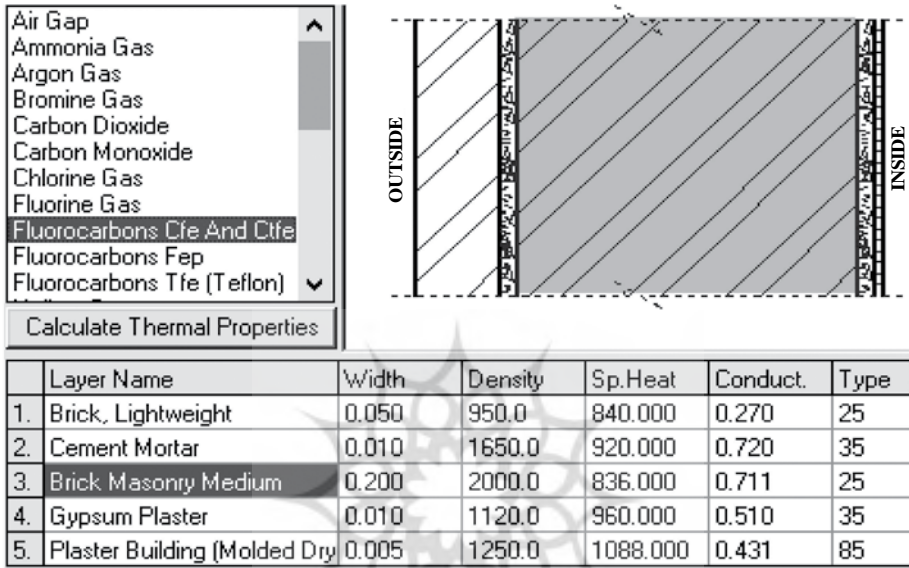 Air Gap
Ammonia Gas
Argon Gas
Bromine Gas
Carbon Dioxide
Carbon Monoxide
Chlorine Gas
Fluorine Gas
Fluorocarbons Cfe And Ctfe
Fluorocarbons Fep
Fluorocarbons Tfe (Teflon)
Calculate Thermal Properties
OUTSIDE
INSIDE
Layer Name Width Density Sp.Heat Conduct. Type
1. Brick, Lightweight 0.050 950.0 840.000 0.270 25
2. Cement Mortar 0.010 1650.0 920.000 0.720 35
3. Brick Masonry Medium 0.200 2000.0 836.000 0.711 25
4. Gypsum Plaster 0.010 1120.0 960.000 0.510 35
5. Plaster Building (Molded Dry 0.005 1250.0 1088.000 0.431 85